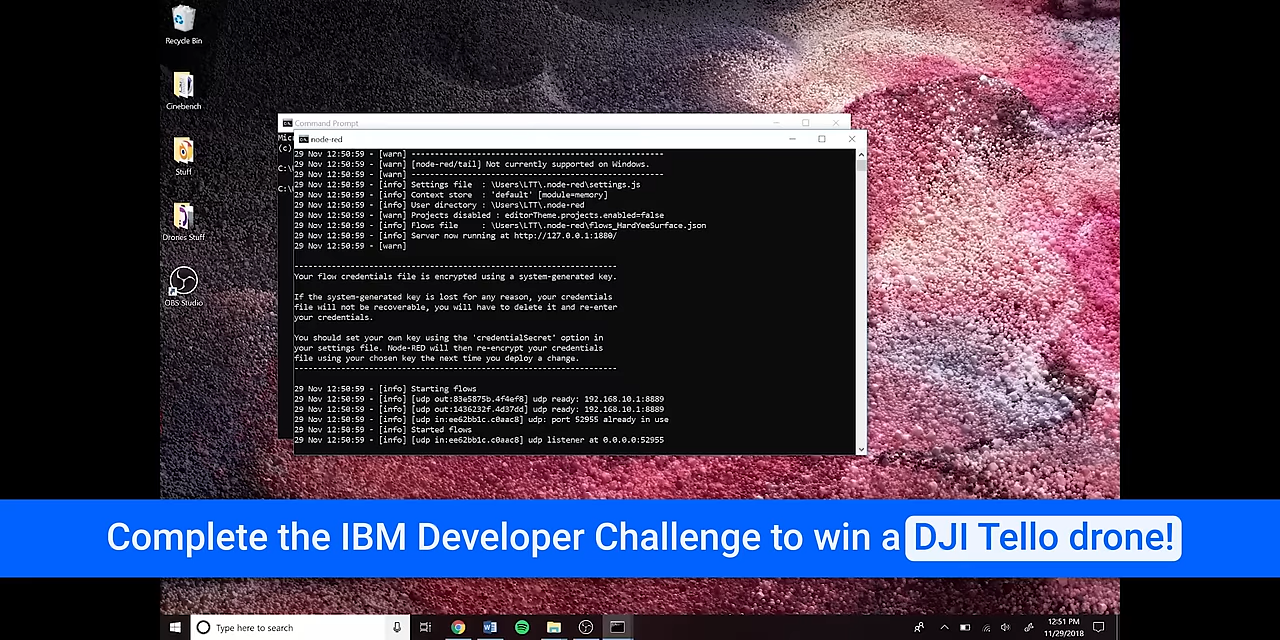 Recycle Bin
Cinebench
Stuff
Drones Stuff
OBS Studio
Command Prompt
Mic
(c)
C:\
C:\
node-red
29 Nov 12:50:59 - [warn] ------------------------------------------------------
29 Nov 12:50:59 - [warn] [node-red/tail] Not currently supported on Windows.
29 Nov 12:50:59 - [warn] ------------------------------------------------------
29 Nov 12:50:59 - [info] Settings file  : \Users\LTT\.node-red\settings.js
29 Nov 12:50:59 - [info] Context store  : 'default' [module=memory]
29 Nov 12:50:59 - [info] User directory : \Users\LTT\.node-red
29 Nov 12:50:59 - [warn] Projects disabled : editorTheme.projects.enabled=false
29 Nov 12:50:59 - [info] Flows file     : \Users\LTT\.node-red\flows_HardYeeSurface.json
29 Nov 12:50:59 - [info] Server now running at http://127.0.0.1:1880/
29 Nov 12:50:59 - [warn]
---------------------------------------------------------------------
Your flow credentials file is encrypted using a system-generated key.
If the system-generated key is lost for any reason, your credentials
file will not be recoverable, you will have to delete it and re-enter
your credentials.
You should set your own key using the 'credentialSecret' option in
your settings file. Node-RED will then re-encrypt your credentials
file using your chosen key the next time you deploy a change.
---------------------------------------------------------------------
29 Nov 12:50:59 - [info] Starting flows
29 Nov 12:50:59 - [info] [udp out:83e5875b.4f4ef8] udp ready: 192.168.10.1:8889
29 Nov 12:50:59 - [info] [udp out:1436232f.4d37dd] udp ready: 192.168.10.1:8889
29 Nov 12:50:59 - [info] [udp in:ee62bb1c.c0aac8] udp: port 52955 already in use
29 Nov 12:50:59 - [info] Started flows
29 Nov 12:50:59 - [info] [udp in:ee62bb1c.c0aac8] udp listener at 0.0.0.0:52955
Complete the IBM Developer Challenge to win a DJI Tello drone!
Type here to search
12:51 PM
11/29/2018